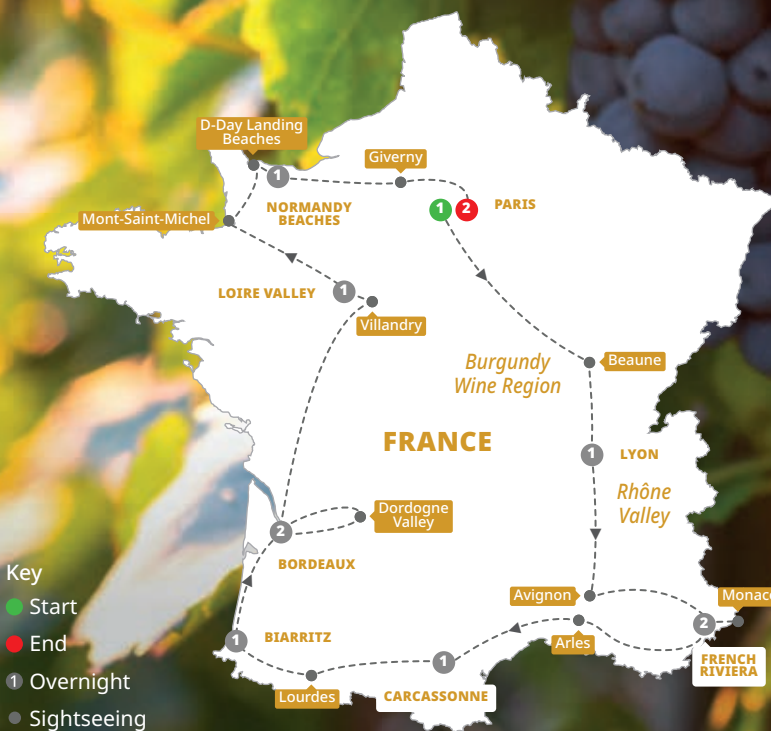 D-Day Landing
Beaches
Giverny
1
NORMANDY
BEACHES
1
2
PARIS
Mont-Saint-Michel
LOIRE VALLEY
1
Villandry
Burgundy
Wine Region
Beaune
FRANCE
1
LYON
Rhône
Valley
Dordogne
Valley
2
BORDEAUX
Avignon
Monaco
2
Arles
FRENCH
RIVIERA
1
BIARRITZ
1
Lourdes
CARCASSONNE
Key
Start
End
1 Overnight
Sightseeing